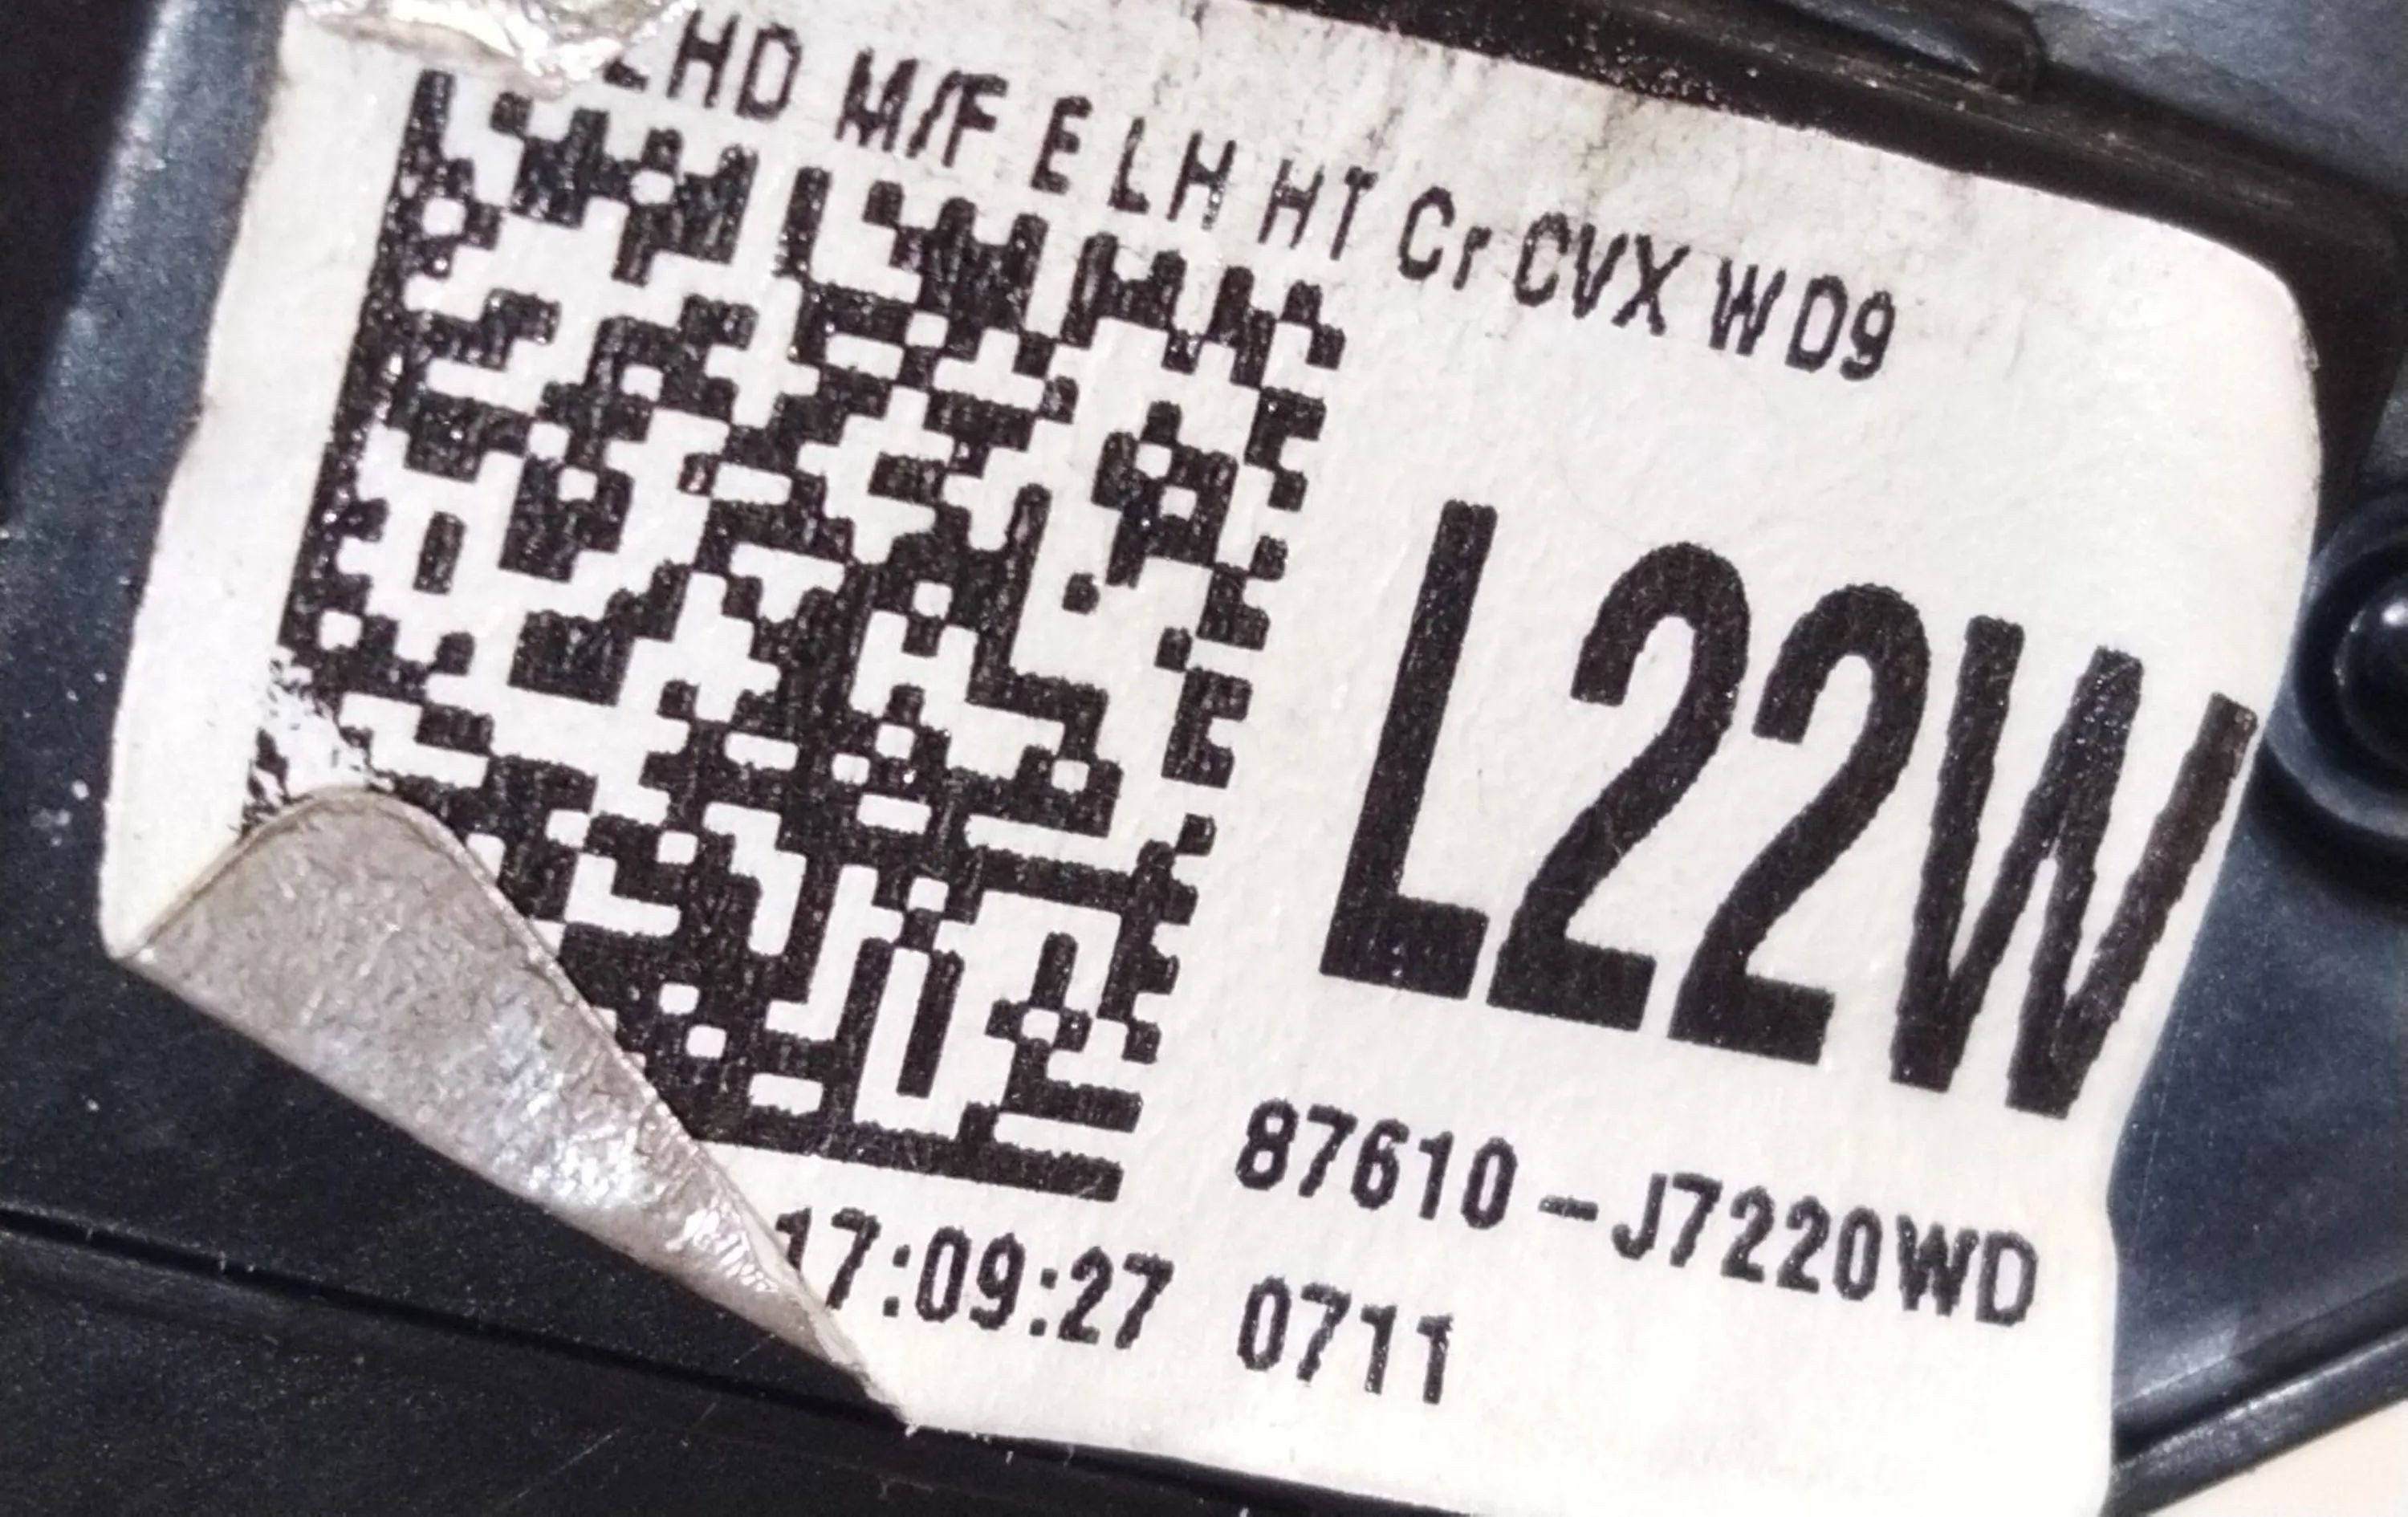 LHD M/F E LH HT Cr CVX WD9
L22W
87610-J7220WD
17:09:27 0711